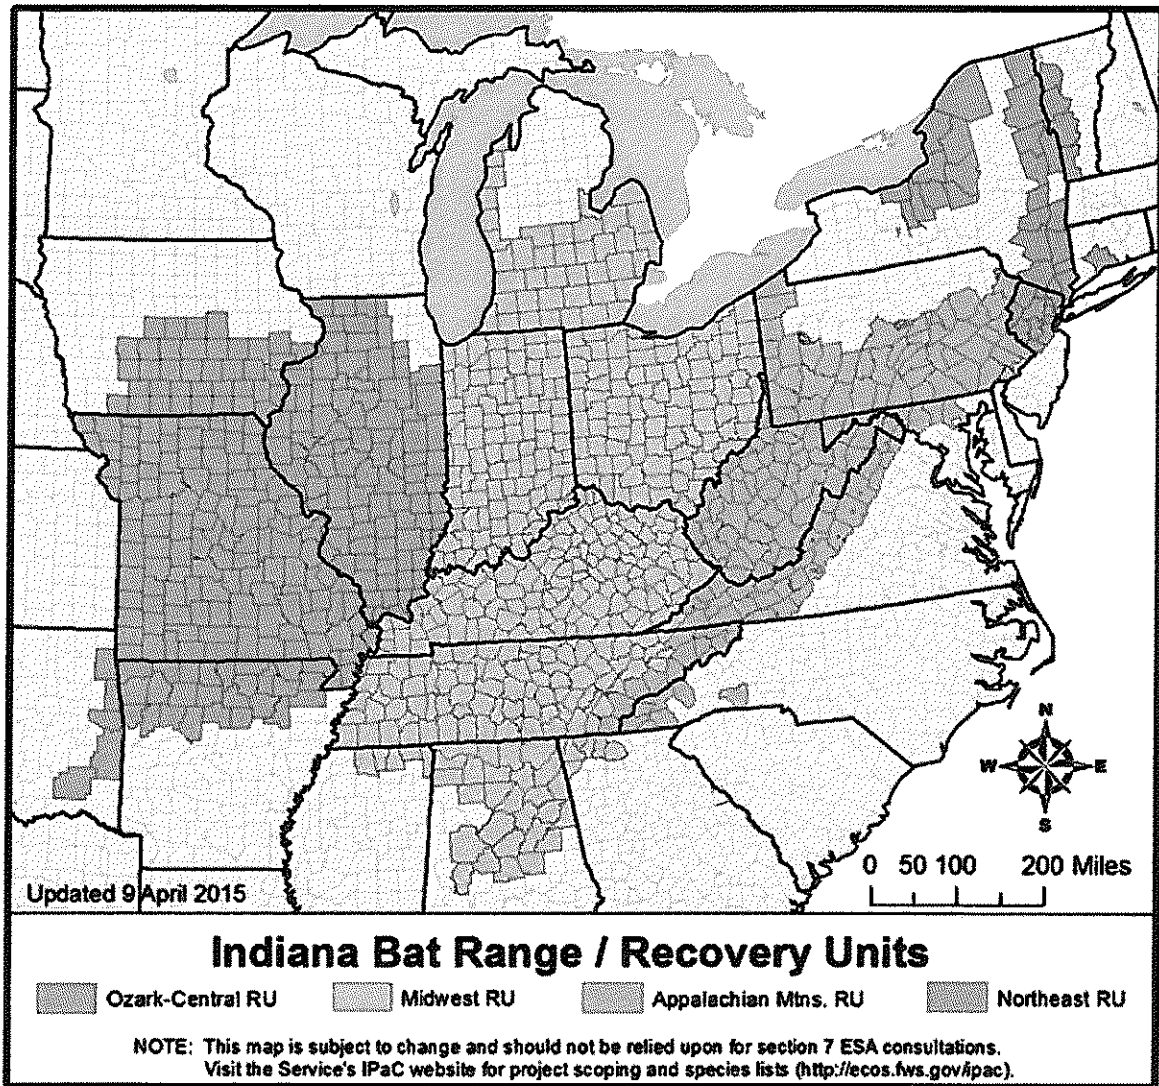 N
W E
S
0 50 100 200 Miles
Updated 9 April 2015
Indiana Bat Range / Recovery Units
Ozark-Central RU Midwest RU Appalachian Mtns. RU Northeast RU
NOTE: This map is subject to change and should not be relied upon for section 7 ESA consultations.
Visit the Service's IPaC website for project scoping and species lists (http://ecos.fws.gov/ipac).